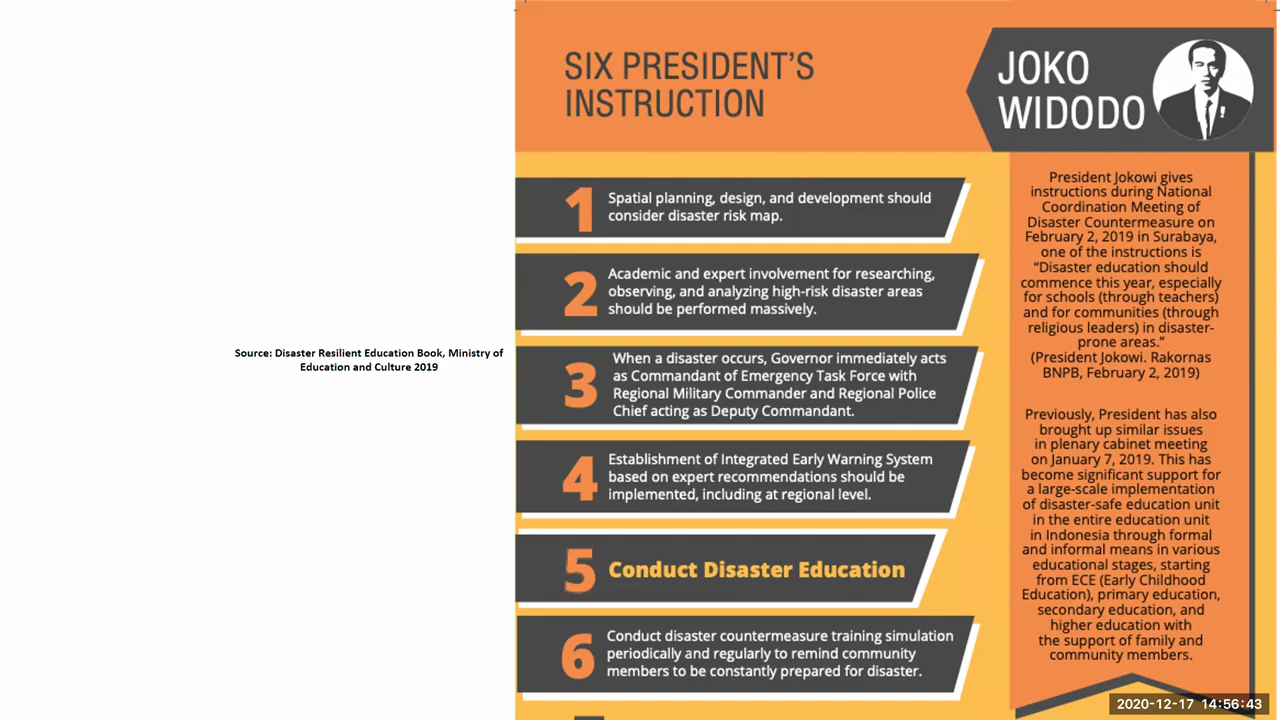 SIX PRESIDENT'S
INSTRUCTION
JOKO
WIDODO
1
Spatial planning, design, and development should
consider disaster risk map.
2
Academic and expert involvement for researching,
observing, and analyzing high-risk disaster areas
should be performed massively.
3
When a disaster occurs, Governor immediately acts
as Commandant of Emergency Task Force with
Regional Military Commander and Regional Police
Chief acting as Deputy Commandant.
4
Establishment of Integrated Early Warning System
based on expert recommendations should be
implemented, including at regional level.
5
Conduct Disaster Education
6
Conduct disaster countermeasure training simulation
periodically and regularly to remind community
members to be constantly prepared for disaster.
President Jokowi gives
instructions during National
Coordination Meeting of
Disaster Countermeasure on
February 2, 2019 in Surabaya,
one of the instructions is
“Disaster education should
commence this year, especially
for schools (through teachers)
and for communities (through
religious leaders) in disaster-
prone areas.”
(President Jokowi. Rakornas
BNPB, February 2, 2019)
Previously, President has also
brought up similar issues
in plenary cabinet meeting
on January 7, 2019. This has
become significant support for
a large-scale implementation
of disaster-safe education unit
in the entire education unit
in Indonesia through formal
and informal means in various
educational stages, starting
from ECE (Early Childhood
Education), primary education,
secondary education, and
higher education with
the support of family and
community members.
Source: Disaster Resilient Education Book, Ministry of
Education and Culture 2019
2020-12-17 14:56:43